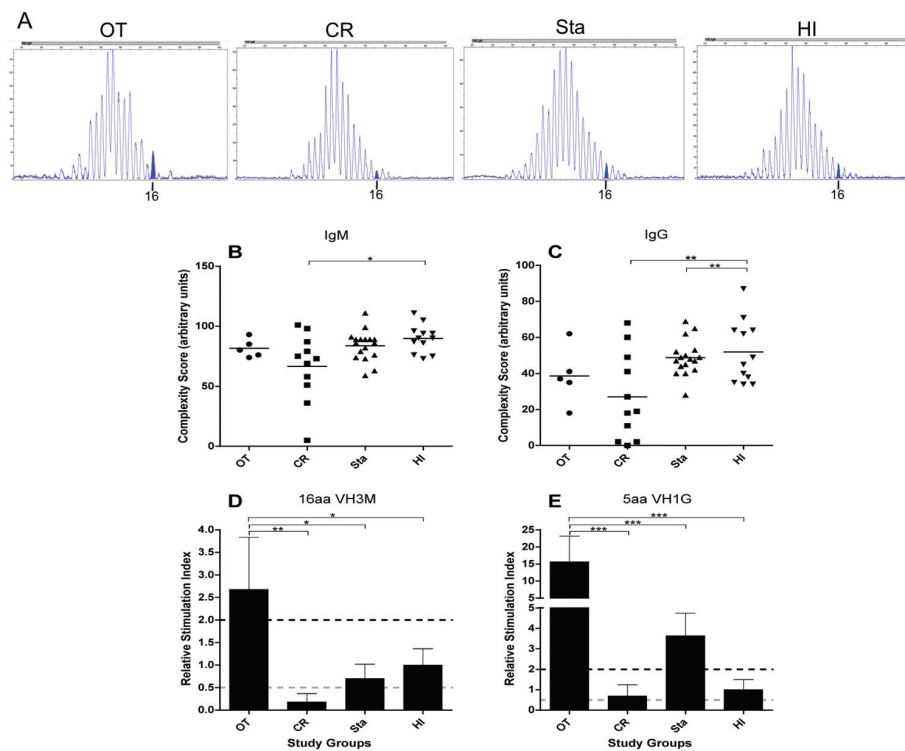 A
OT CR Sta HI
16 16 16 16
B IgM
Complexity Score (arbitrary units)
150
100
50
0
*
OT CR Sta HI
C IgG
Complexity Score (arbitrary units)
100
80
60
40
20
0
**
**
OT CR Sta HI
D 16aa VH3M
Relative Stimulation Index
4.0
3.5
3.0
2.5
2.0
1.5
1.0
0.5
0.0
*
*
**
OT CR Sta HI
Study Groups
E 5aa VH1G
Relative Stimulation Index
25
20
15
10
5
6
4
2
1
0
***
***
***
OT CR Sta HI
Study Groups